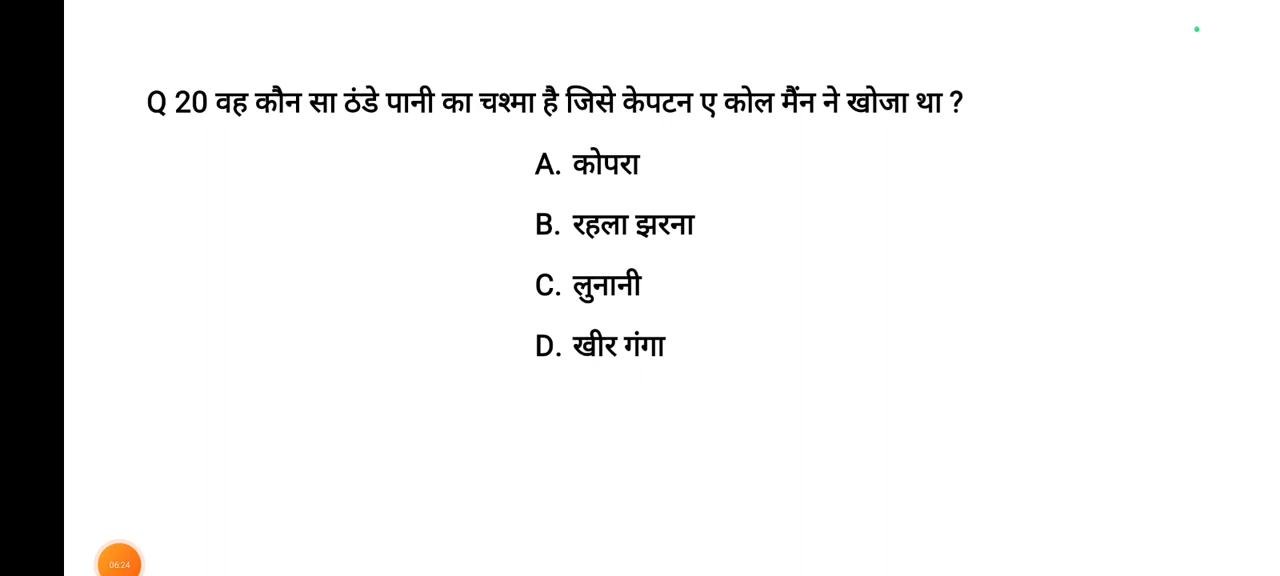 Q 20 वह कौन सा ठंडे पानी का चश्मा है जिसे केपटन ए कोल मैंन ने खोजा था ?
A. कोपरा
B. रहला झरना
C. लुनानी
D. खीर गंगा
06:24